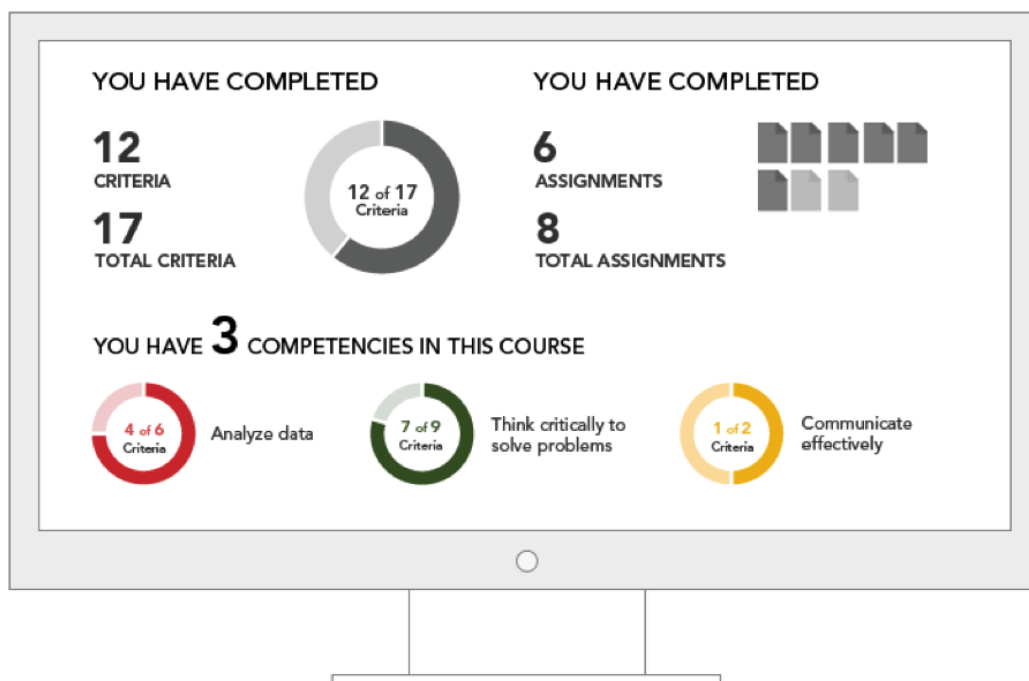 YOU HAVE COMPLETED
12
CRITERIA
17
TOTAL CRITERIA
12 of 17
Criteria
YOU HAVE COMPLETED
6
ASSIGNMENTS
8
TOTAL ASSIGNMENTS
YOU HAVE 3 COMPETENCIES IN THIS COURSE
4 of 6
Criteria
Analyze data
7 of 9
Criteria
Think critically to
solve problems
1 of 2
Criteria
Communicate
effectively